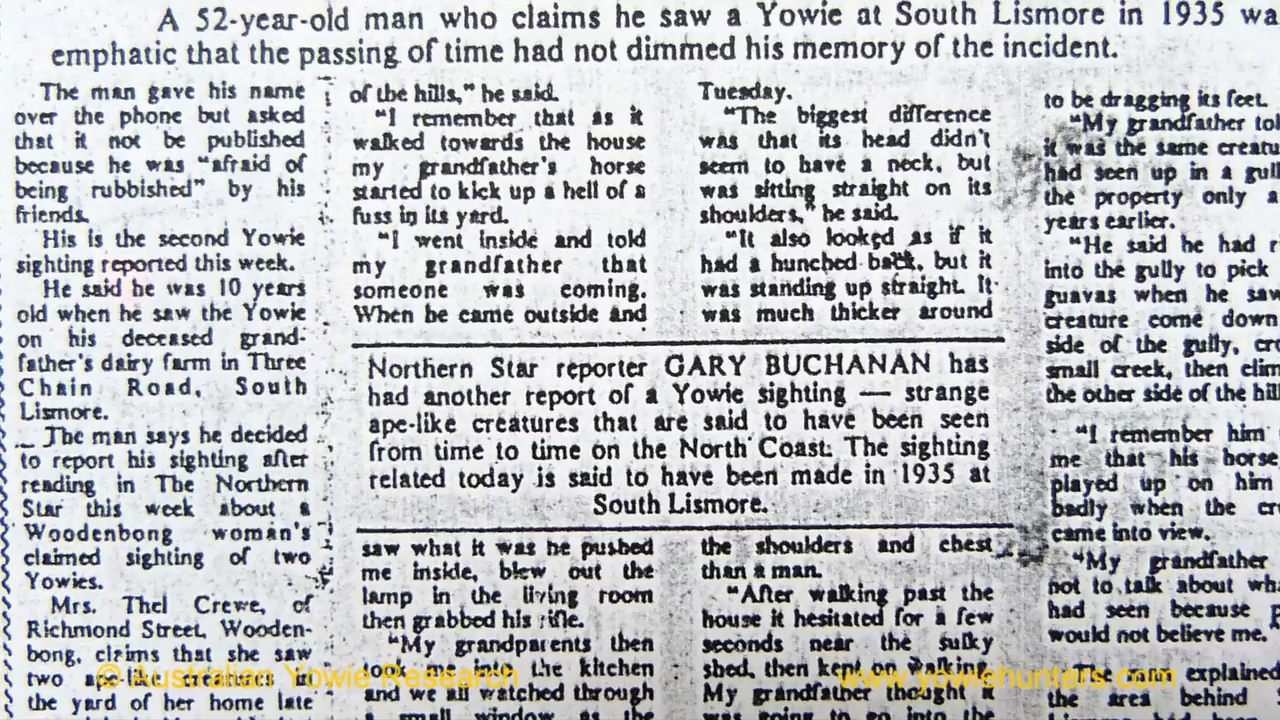 A 52-year-old man who claims he saw a Yowie at South Lismore in 1935 wa
emphatic that the passing of time had not dimmed his memory of the incident.
The man gave his name
over the phone but asked
that it not be published
because he was "afraid of
being rubbished" by his
friends.
His is the second Yowie
sighting reported this week.
He said he was 10 years
old when he saw the Yowie
on his deceased grand-
father's dairy farm in Three
Chain Road, South
Lismore.
The man says he decided
to report his sighting after
reading in The Northern
Star this week about a
Woodenbong woman's
claimed sighting of two
Yowies.
Mrs. Thel Crewe, of
Richmond Street, Wooden-
bong, claims that she saw
two ape-like creatures in
the yard of her home late
of the hills," he said.
"I remember that as it
walked towards the house
my grandfather's horse
started to kick up a hell of a
fuss in its yard.
"I went inside and told
my grandfather that
someone was coming.
When he came outside and
Northern Star reporter GARY BUCHANAN has
had another report of a Yowie sighting — strange
ape-like creatures that are said to have been seen
from time to time on the North Coast. The sighting
related today is said to have been made in 1935 at
South Lismore.
saw what it was he pushed
me inside, blew out the
lamp in the living room
then grabbed his rifle.
"My grandparents then
took me into the kitchen
and we all watched through
a small window as the
Tuesday.
"The biggest difference
was that its head didn't
seem to have a neck, but
was sitting straight on its
shoulders," he said.
"It also looked as if it
had a hunched back, but it
was standing up straight. It
was much thicker around
the shoulders and chest
than a man.
"After walking past the
house it hesitated for a few
seconds near the sulky
shed, then kept on walking.
My grandfather thought it
was going to go into the
to be dragging its feet.
"My grandfather tol
it was the same creatu
had seen up in a gull
the property only a
years earlier.
"He said he had r
into the gully to pick
guavas when he saw
creature come down
side of the gully, cro
small creek, then clim
the other side of the hill
"I remember him
me that his horse
played up on him
badly when the cre
came into view.
"My grandfather
not to talk about wha
had seen because p
would not believe me."
The man explained
the area behind
© Australian Yowie Research
www.yowiehunters.com